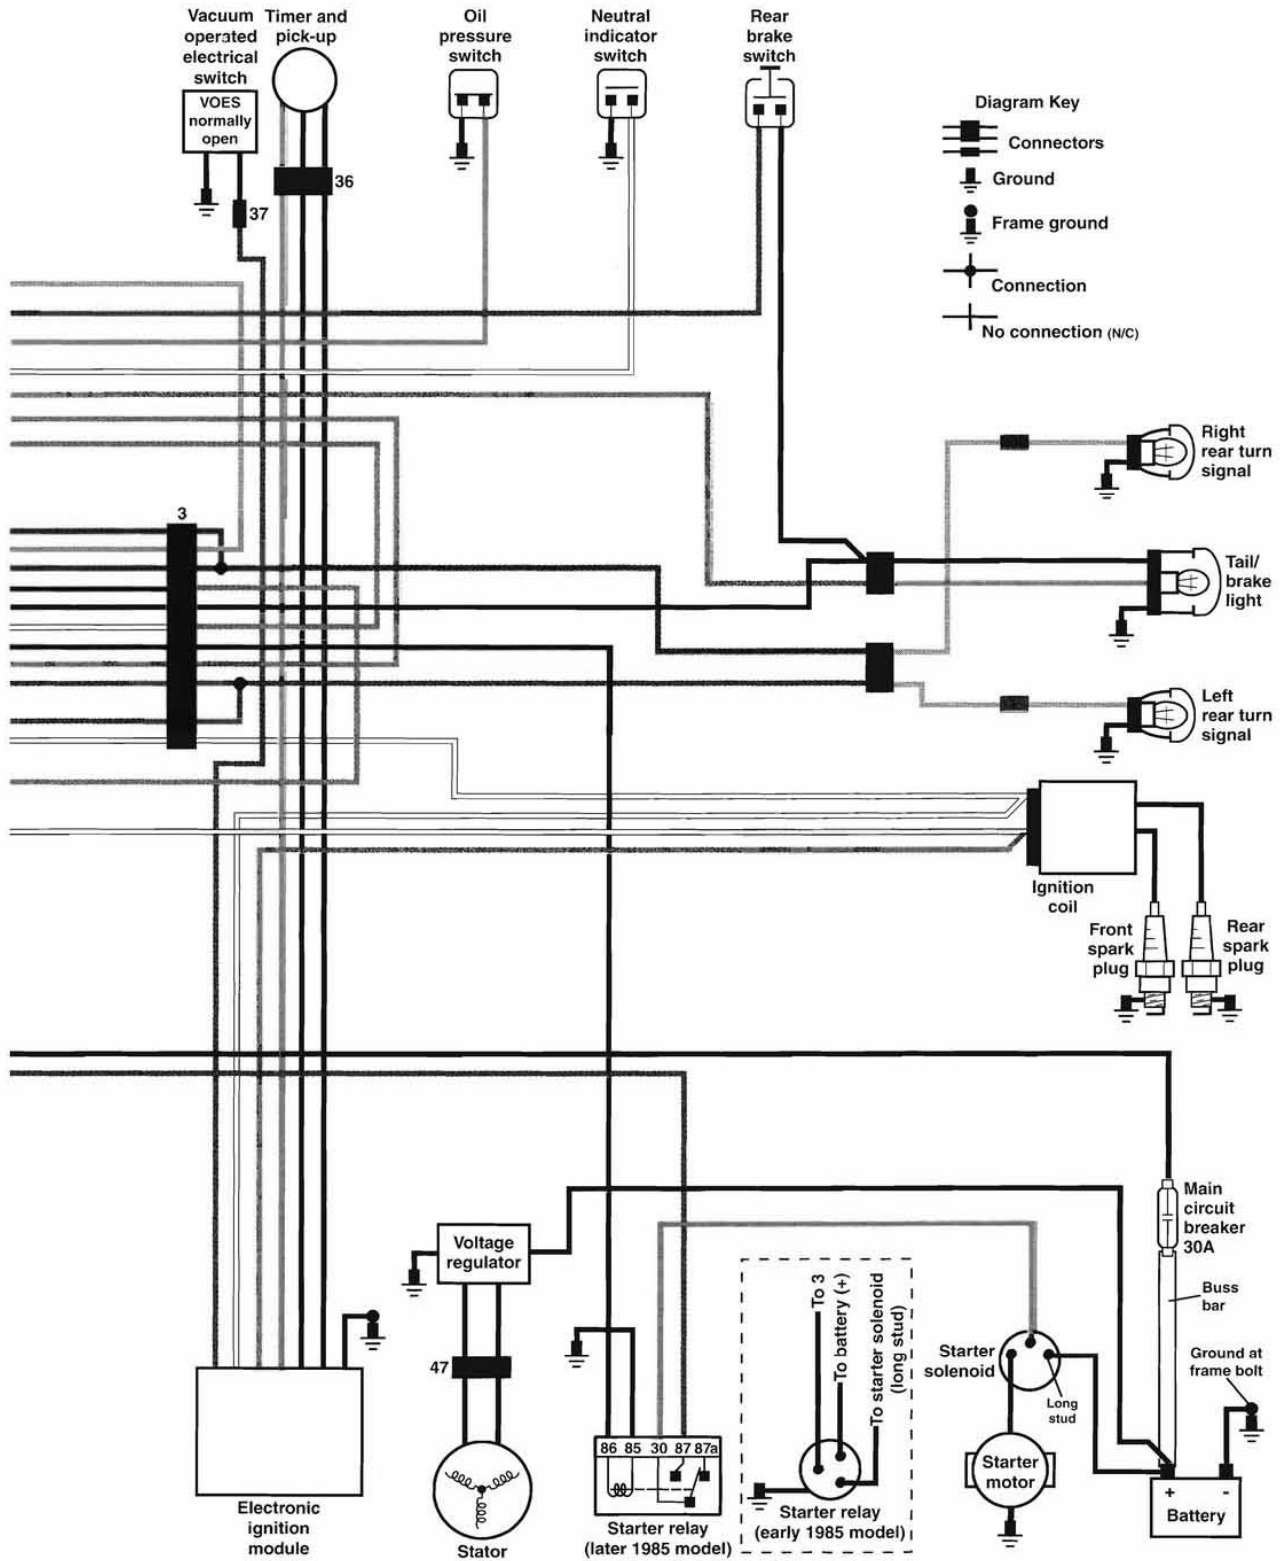 Vacuum
operated
electrical
switch
Timer and
pick-up
Oil
pressure
switch
Neutral
indicator
switch
Rear
brake
switch
VOES
normally
open
36
37
Diagram Key
Connectors
Ground
Frame ground
Connection
No connection (N/C)
Right
rear turn
signal
3
Tail/
brake
light
Left
rear turn
signal
Ignition
coil
Front
spark
plug
Rear
spark
plug
Main
circuit
breaker
30A
Voltage
regulator
Buss
bar
To 3
To battery (+)
To starter solenoid
(long stud)
Starter
solenoid
Long
stud
Ground at
frame bolt
47
86 85 30 87 87a
Starter
motor
+ -
Battery
Electronic
ignition
module
Stator
Starter relay
(later 1985 model)
Starter relay
(early 1985 model)